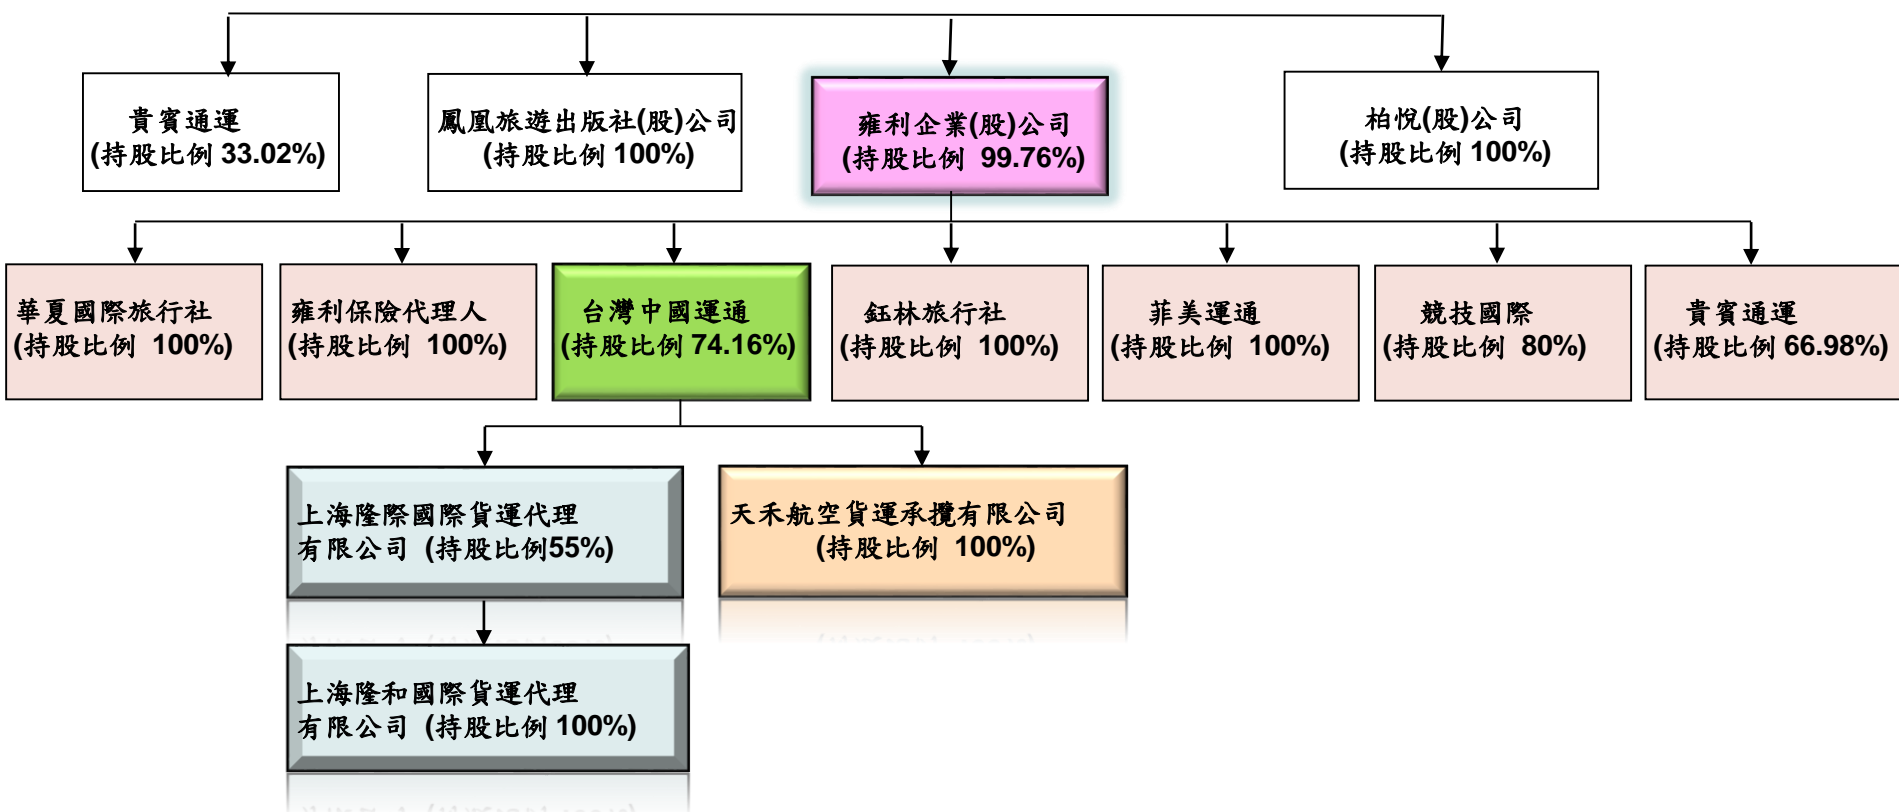 貴賓通運
(持股比例 33.02%)
鳳凰旅遊出版社(股)公司
(持股比例 100%)
雍利企業(股)公司
(持股比例 99.76%)
柏悅(股)公司
(持股比例 100%)
華夏國際旅行社
(持股比例 100%)
雍利保險代理人
(持股比例 100%)
台灣中國運通
(持股比例 74.16%)
鈺林旅行社
(持股比例 100%)
菲美運通
(持股比例 100%)
競技國際
(持股比例 80%)
貴賓通運
(持股比例 66.98%)
上海隆際國際貨運代理
有限公司 (持股比例55%)
天禾航空貨運承攬有限公司
(持股比例 100%)
上海隆和國際貨運代理
有限公司 (持股比例 100%)